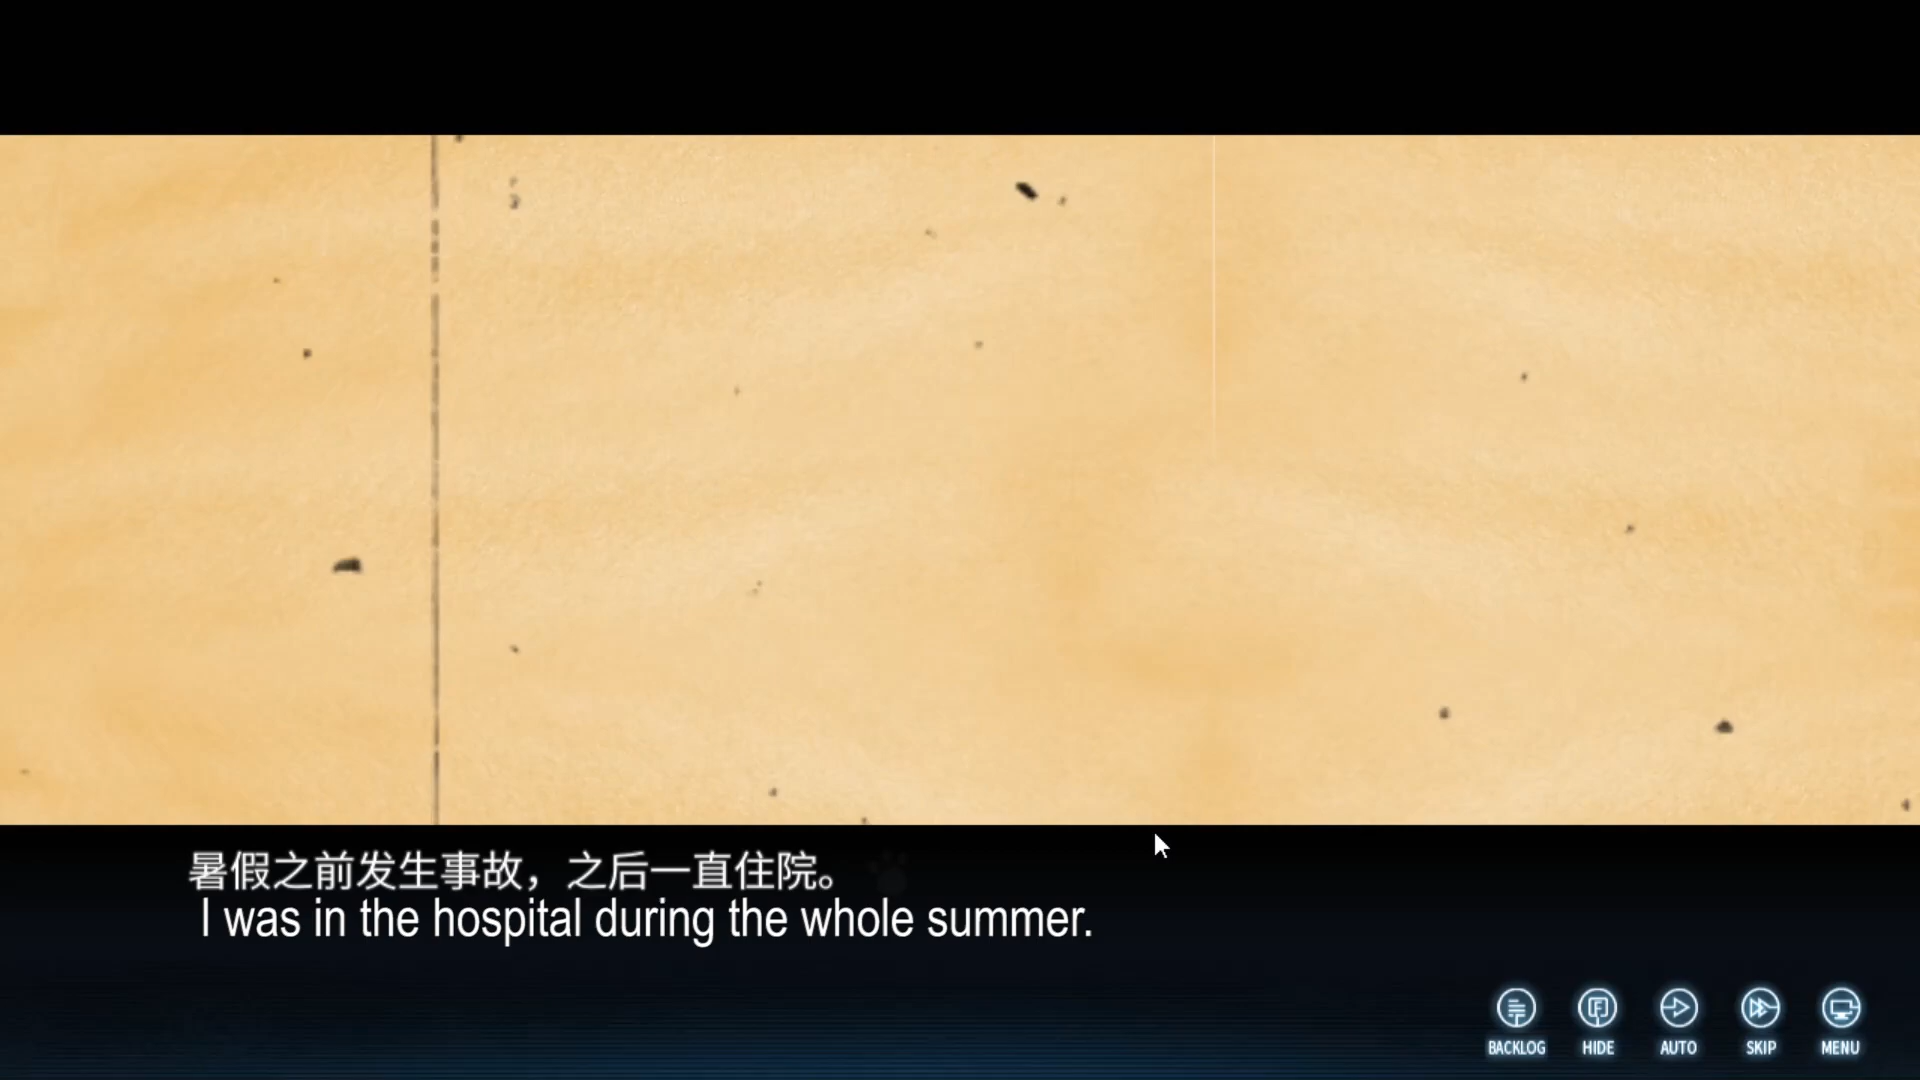 暑假之前发生事故，之后一直住院。
I was in the hospital during the whole summer.
BACKLOG HIDE AUTO SKIP MENU